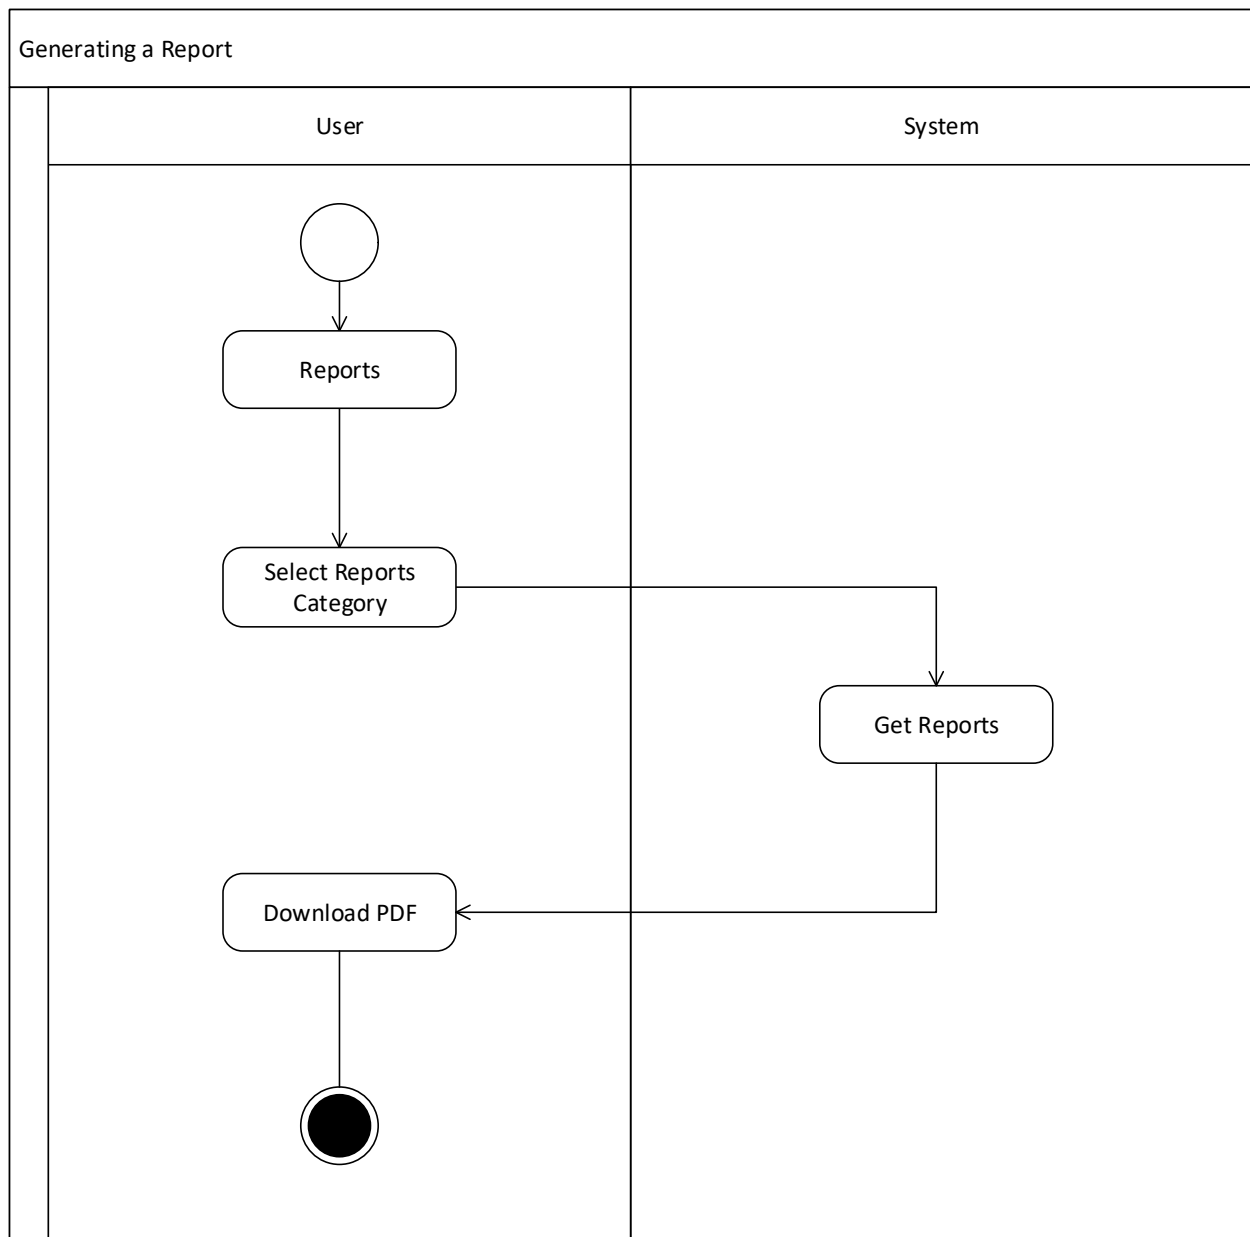 Generating a Report
User
System
Reports
Select Reports
Category
Get Reports
Download PDF